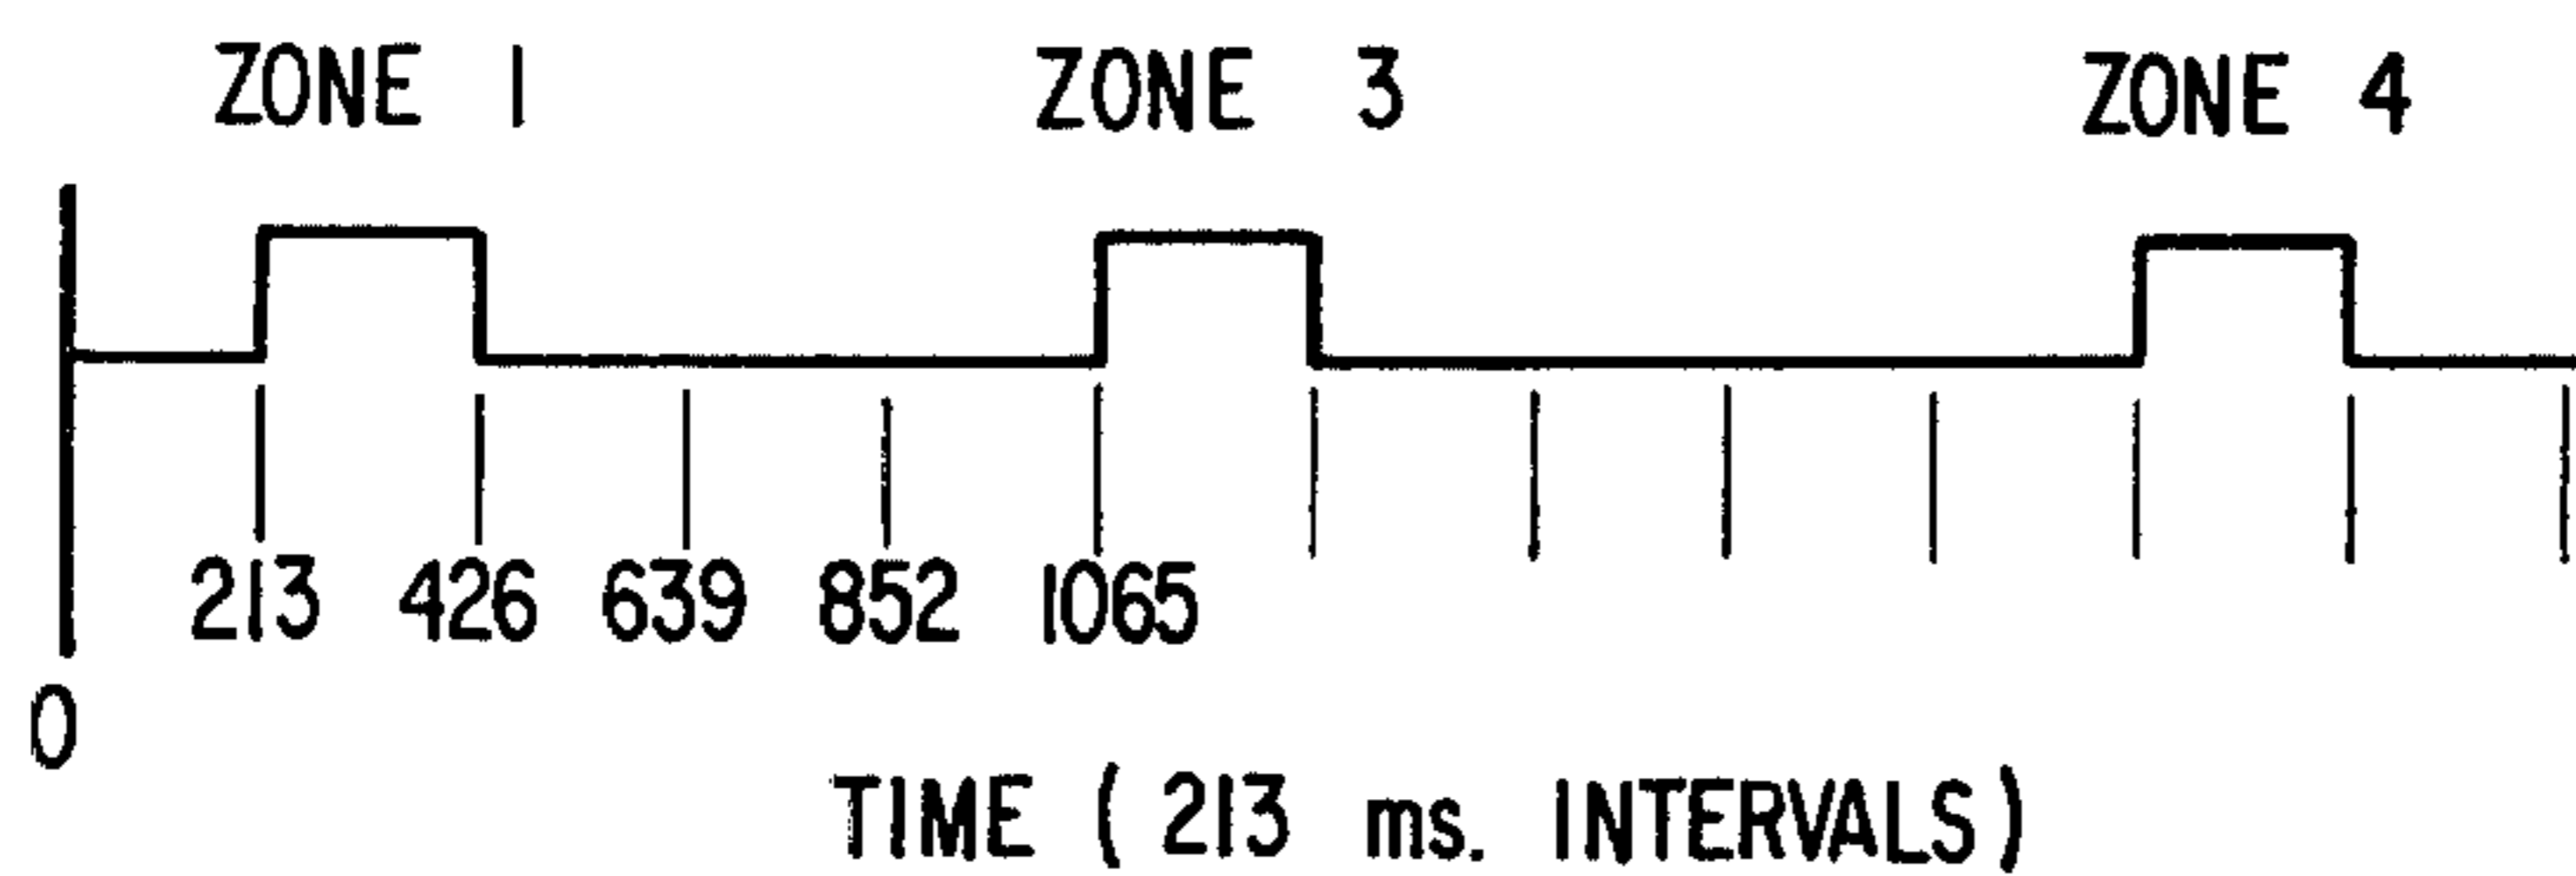 ZONE 1 ZONE 3 ZONE 4
213 426 639 852 1065
0
TIME ( 213 ms. INTERVALS)